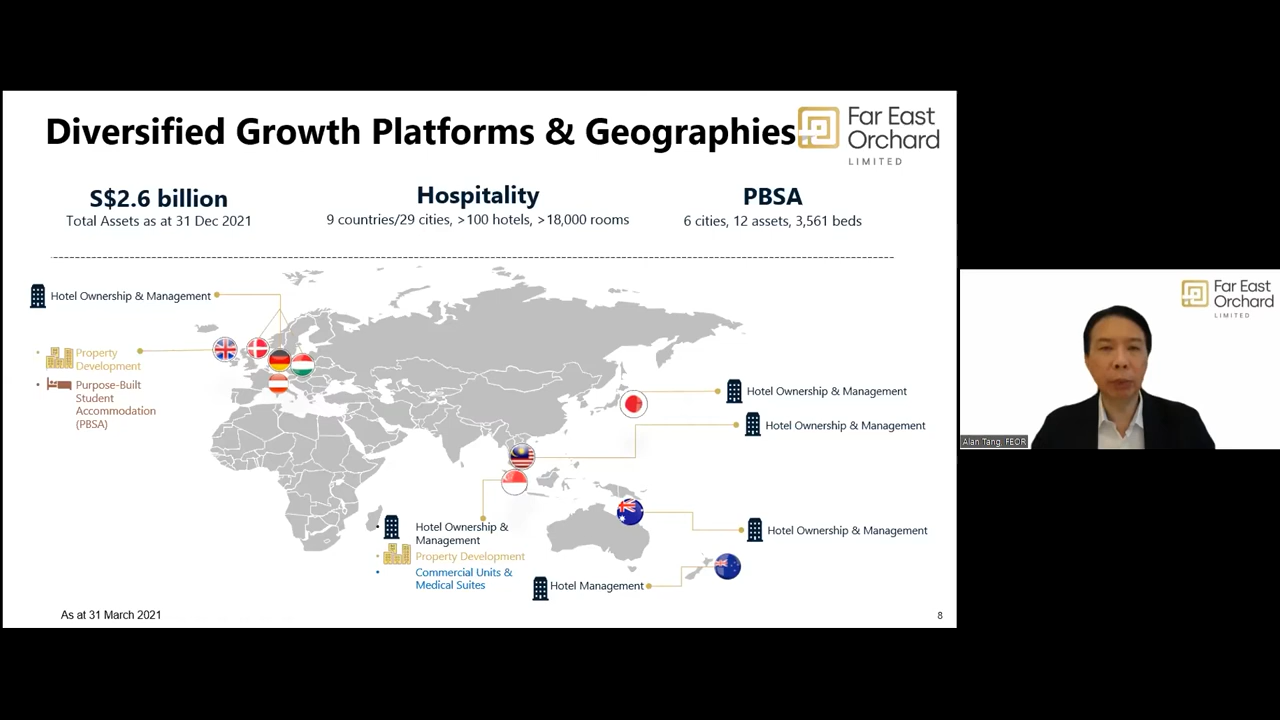 Diversified Growth Platforms & Geographies
Far East
Orchard
LIMITED
S$2.6 billion
Total Assets as at 31 Dec 2021
Hospitality
9 countries/29 cities, >100 hotels, >18,000 rooms
PBSA
6 cities, 12 assets, 3,561 beds
Hotel Ownership & Management
• Property
Development
• Purpose-Built
Student
Accommodation
(PBSA)
Hotel Ownership & Management
Hotel Ownership & Management
• Hotel Ownership &
Management
• Property Development
• Commercial Units &
Medical Suites
Hotel Ownership & Management
Hotel Management
As at 31 March 2021
8
Far East
Orchard
LIMITED
Alan Tang, FEOR